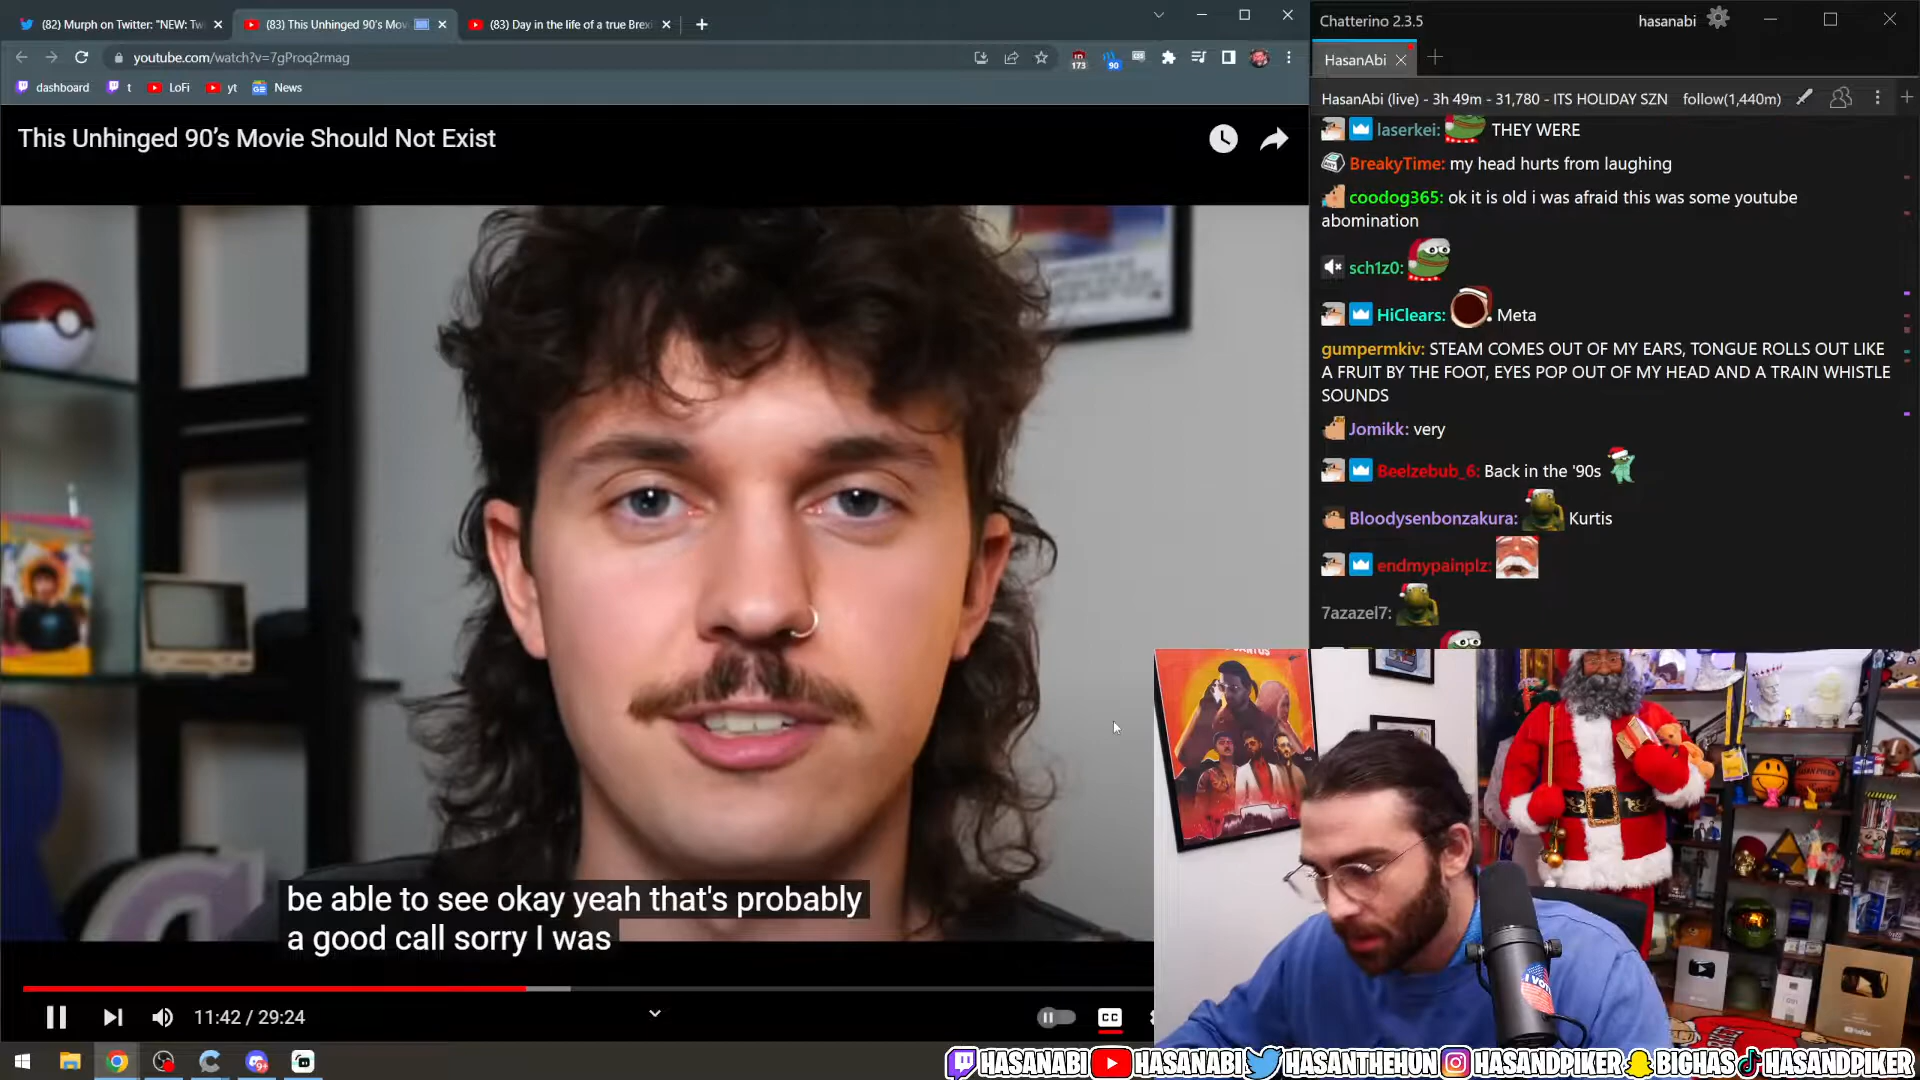 (82) Murph on Twitter: "NEW: Tw
(83) This Unhinged 90's Mov
(83) Day in the life of a true Brex
youtube.com/watch?v=7gProq2rmag
173
90
dashboard
t
LoFi
yt
News
This Unhinged 90's Movie Should Not Exist
be able to see okay yeah that's probably
a good call sorry I was
11:42 / 29:24
CC
Chatterino 2.3.5
hasanabi
HasanAbi
HasanAbi (live) - 3h 49m - 31,780 - ITS HOLIDAY SZN
follow(1,440m)
laserkei: THEY WERE
BreakyTime: my head hurts from laughing
coodog365: ok it is old i was afraid this was some youtube
abomination
sch1z0:
HiClears: Meta
gumpermkiv: STEAM COMES OUT OF MY EARS, TONGUE ROLLS OUT LIKE
A FRUIT BY THE FOOT, EYES POP OUT OF MY HEAD AND A TRAIN WHISTLE
SOUNDS
Jomikk: very
Beelzebub_6: Back in the '90s
Bloodysenbonzakura: Kurtis
endmypainplz:
7azazel7:
I VOTED
HASANABI
HASANABI
HASANTHEHUN
HASANDPIKER
BIGHAS
HASANDPIKER